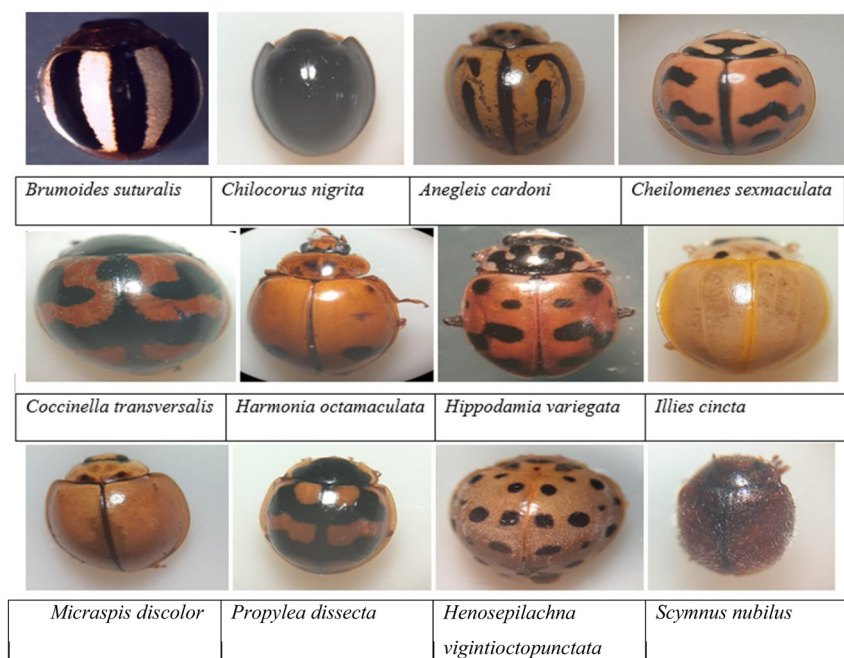 Brumoides suturalis
Chilocorus nigrita
Anegleis cardoni
Cheilomenes sexmaculata
Coccinella transversalis
Harmonia octamaculata
Hippodamia variegata
Illies cincta
Micraspis discolor
Propylea dissecta
Henosepilachna
vigintioctopunctata
Scymnus nubilus